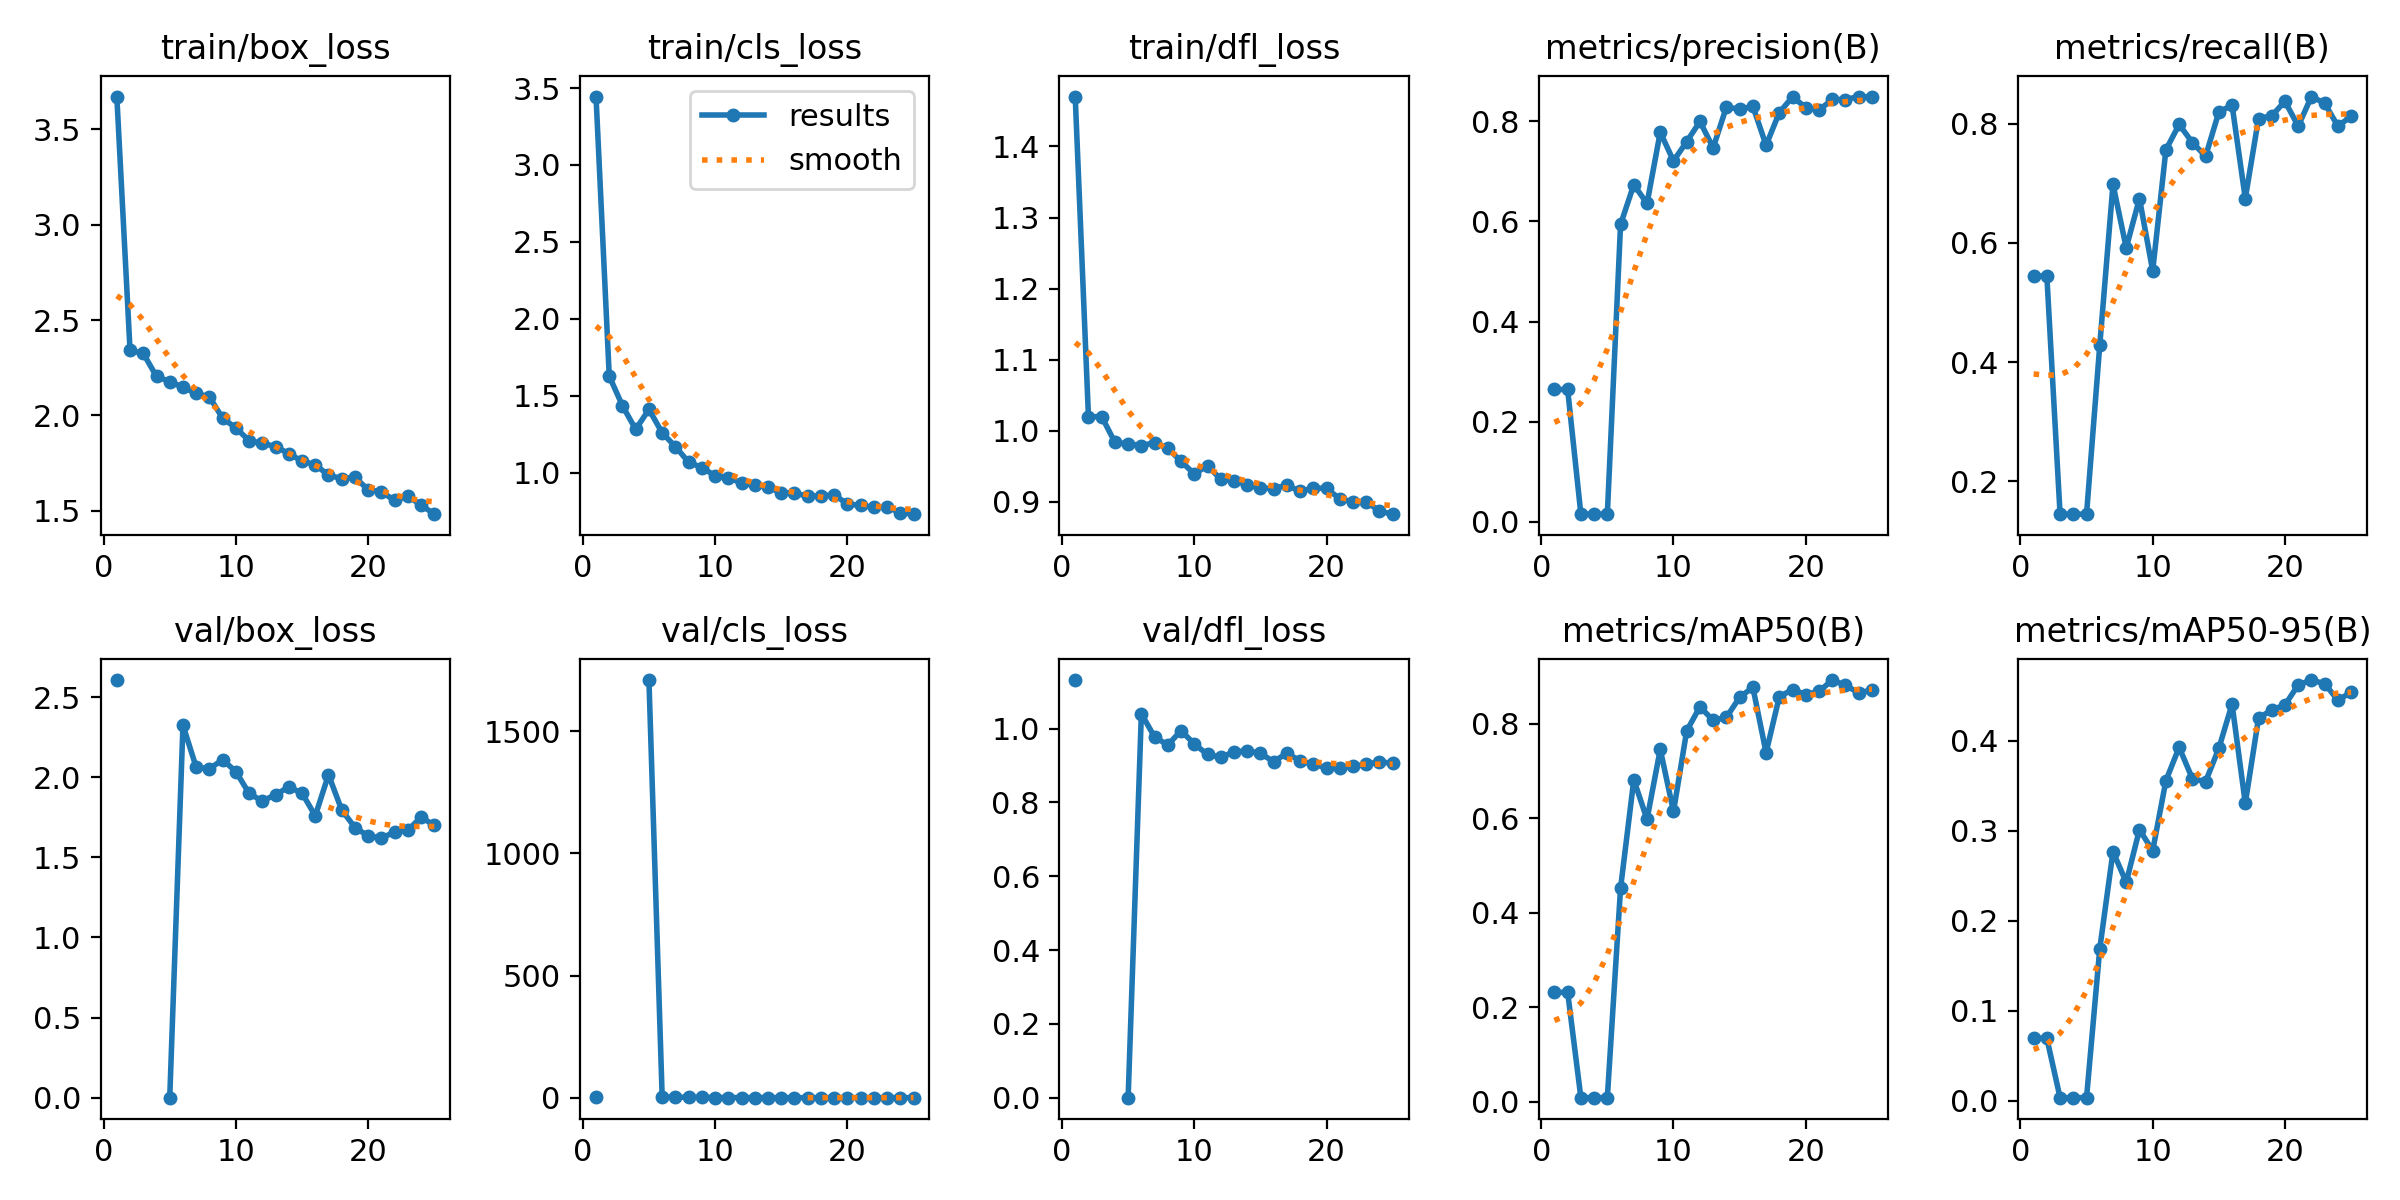 train/box_loss
3.5
3.0
2.5
2.0
1.5
0 10 20
train/cls_loss
results
smooth
3.5
3.0
2.5
2.0
1.5
1.0
0 10 20
train/dfl_loss
1.4
1.3
1.2
1.1
1.0
0.9
0 10 20
metrics/precision(B)
0.8
0.6
0.4
0.2
0.0
0 10 20
metrics/recall(B)
0.8
0.6
0.4
0.2
0 10 20
val/box_loss
2.5
2.0
1.5
1.0
0.5
0.0
0 10 20
val/cls_loss
1500
1000
500
0
0 10 20
val/dfl_loss
1.0
0.8
0.6
0.4
0.2
0.0
0 10 20
metrics/mAP50(B)
0.8
0.6
0.4
0.2
0.0
0 10 20
metrics/mAP50-95(B)
0.4
0.3
0.2
0.1
0.0
0 10 20